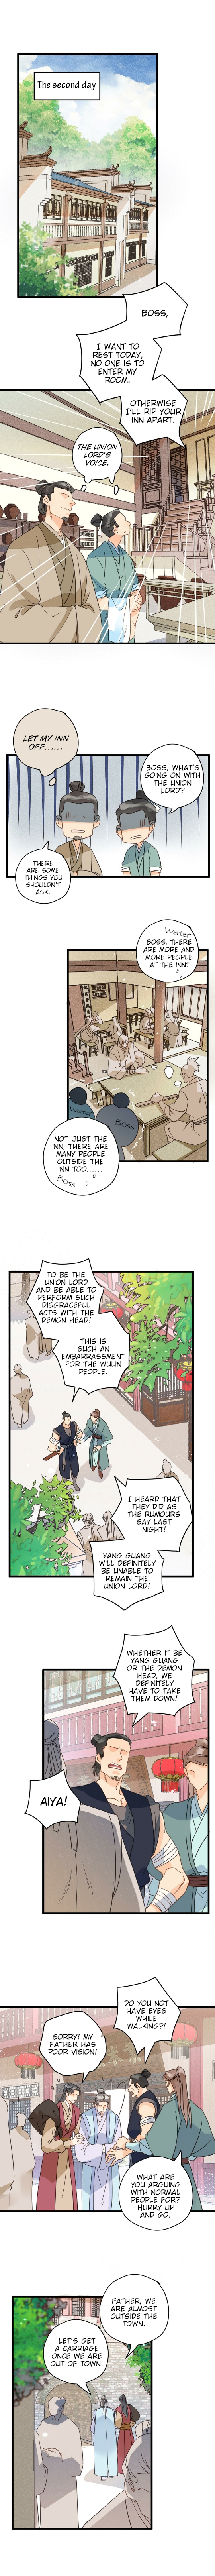 The second day
BOSS,
I WANT TO
REST TODAY,
NO ONE IS TO
ENTER MY
ROOM.
OTHERWISE
I'LL RIP YOUR
INN APART.
THE UNION
LORD'S
VOICE.
LET MY INN
OFF......
BOSS, WHAT'S
GOING ON WITH
THE UNION
LORD?
THERE
ARE SOME
THINGS YOU
SHOULDN'T
ASK.
Waiter
BOSS, THERE
ARE MORE AND
MORE PEOPLE
AT THE INN!
Waiter
Boss
NOT JUST THE
INN, THERE ARE
MANY PEOPLE
OUTSIDE THE
INN TOO......
Boss
TO BE THE
UNION LORD
AND BE ABLE TO
PERFORM SUCH
DISGRACEFUL
ACTS WITH THE
DEMON HEAD!
THIS IS
SUCH AN
EMBARRASSMENT
FOR THE WULIN
PEOPLE.
I HEARD THAT
THEY DID AS
THE RUMOURS
SAY LAST
NIGHT!
YANG GUANG
WILL DEFINITELY
BE UNABLE TO
REMAIN THE
UNION LORD!
WHETHER IT BE
YANG GUANG
OR THE DEMON
HEAD, WE
DEFINITELY
HAVE TO TAKE
THEM DOWN!
AIYA!
DO YOU NOT
HAVE EYES
WHILE
WALKING?!
SORRY! MY
FATHER HAS
POOR VISION!
WHAT ARE
YOU ARGUING
WITH NORMAL
PEOPLE FOR?
HURRY UP
AND GO.
FATHER, WE
ARE ALMOST
OUTSIDE THE
TOWN.
LET'S GET
A CARRIAGE
ONCE WE ARE
OUT OF TOWN.